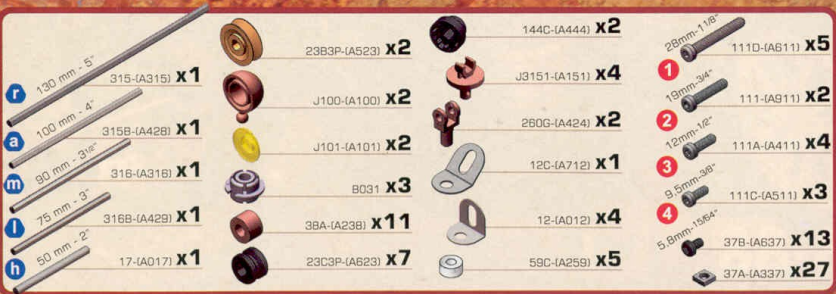 130 mm - 5"
r
315-(A315) x1
100 mm - 4"
a
315B-(A428) x1
90 mm - 3 1/2"
m
316-(A316) x1
75 mm - 3"
l
316B-(A429) x1
50 mm - 2"
h
17-(A017) x1
23B3P-(A523) x2
J100-(A100) x2
J101-(A101) x2
B031 x3
38A-(A238) x11
23C3P-(A623) x7
144C-(A444) x2
J3151-(A151) x4
260G-(A424) x2
12C-(A712) x1
12-(A012) x4
59C-(A259) x5
28mm-1 1/8"
1
111D-(A611) x5
19mm-3/4"
2
111-(A911) x2
12mm-1/2"
3
111A-(A411) x4
9,5mm-3/8"
4
111C-(A511) x3
5,8mm-15/64"
37B-(A637) x13
37A-(A337) x27